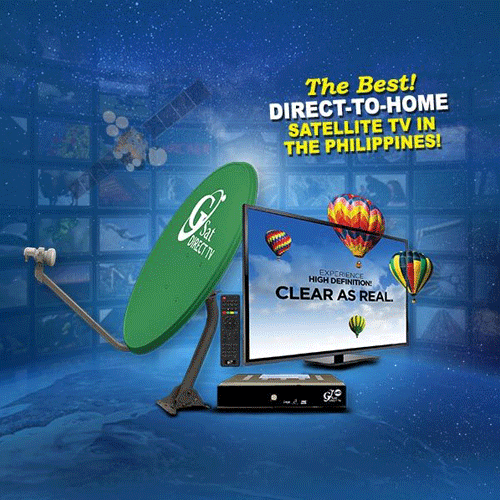 The Best!
DIRECT-TO-HOME
SATELLITE TV IN
THE PHILIPPINES!
G
Sat
DIRECT TV
EXPERIENCE
HIGH DEFINITION!
CLEAR AS REAL.
G